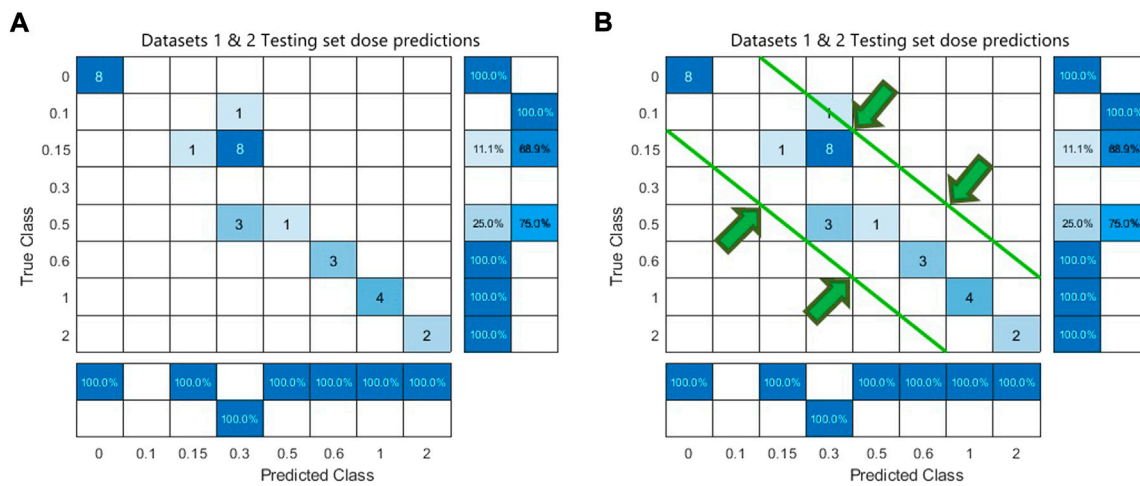 A
Datasets 1 & 2 Testing set dose predictions
True Class
0 8 100.0%
0.1 1 100.0%
0.15 1 8 11.1% 88.9%
0.3
0.5 3 1 25.0% 75.0%
0.6 3 100.0%
1 4 100.0%
2 2 100.0%
100.0% 100.0% 100.0% 100.0% 100.0% 100.0%
100.0%
0 0.1 0.15 0.3 0.5 0.6 1 2
Predicted Class
B
Datasets 1 & 2 Testing set dose predictions
True Class
0 8 100.0%
0.1 1 100.0%
0.15 1 8 11.1% 88.9%
0.3
0.5 3 1 25.0% 75.0%
0.6 3 100.0%
1 4 100.0%
2 2 100.0%
100.0% 100.0% 100.0% 100.0% 100.0% 100.0%
100.0%
0 0.1 0.15 0.3 0.5 0.6 1 2
Predicted Class